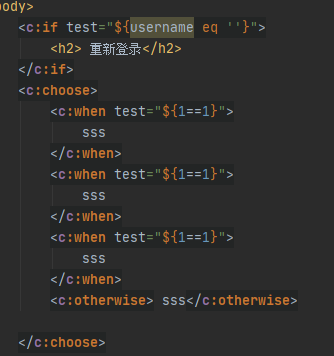 body>
<c:if test="${username eq ''}">
<h2> 重新登录</h2>
</c:if>
<c:choose>
<c:when test="${1==1}">
sss
</c:when>
<c:when test="${1==1}">
sss
</c:when>
<c:when test="${1==1}">
sss
</c:when>
<c:otherwise> sss</c:otherwise>
</c:choose>